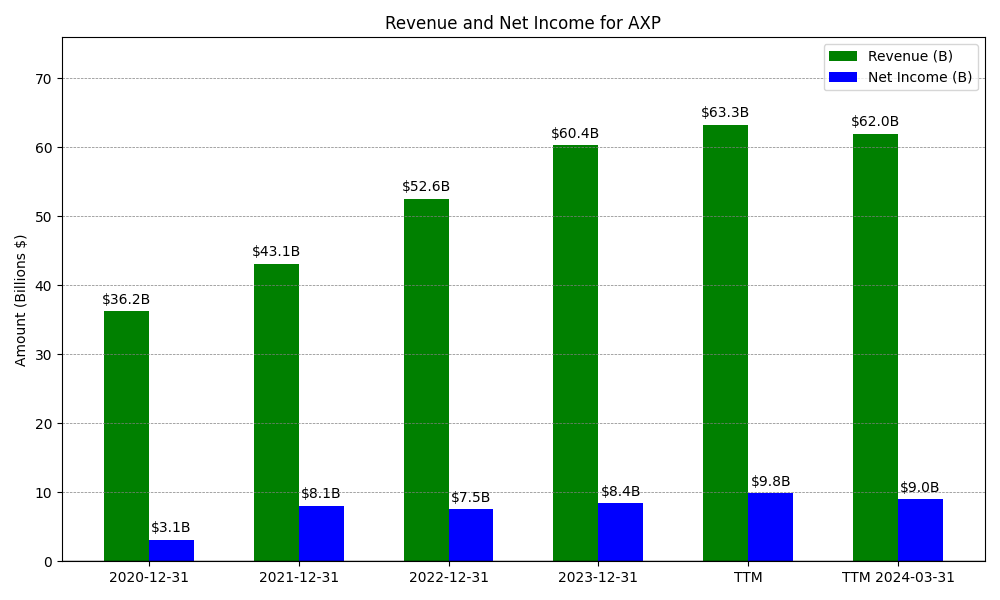 Revenue and Net Income for AXP
Revenue (B)
Net Income (B)
Amount (Billions $)
70
60
50
40
30
20
10
0
$36.2B
$3.1B
$43.1B
$8.1B
$52.6B
$7.5B
$60.4B
$8.4B
$63.3B
$9.8B
$62.0B
$9.0B
2020-12-31
2021-12-31
2022-12-31
2023-12-31
TTM
TTM 2024-03-31